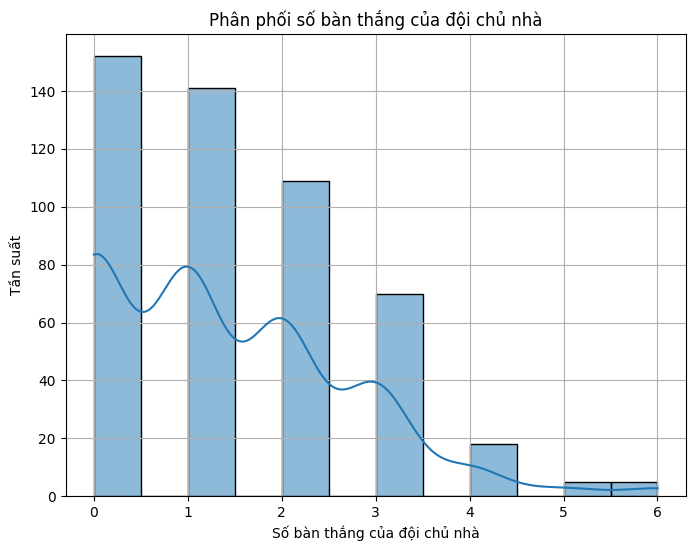 Phân phối số bàn thắng của đội chủ nhà
140
120
100
80
60
40
20
0
Tần suất
0 1 2 3 4 5 6
Số bàn thắng của đội chủ nhà